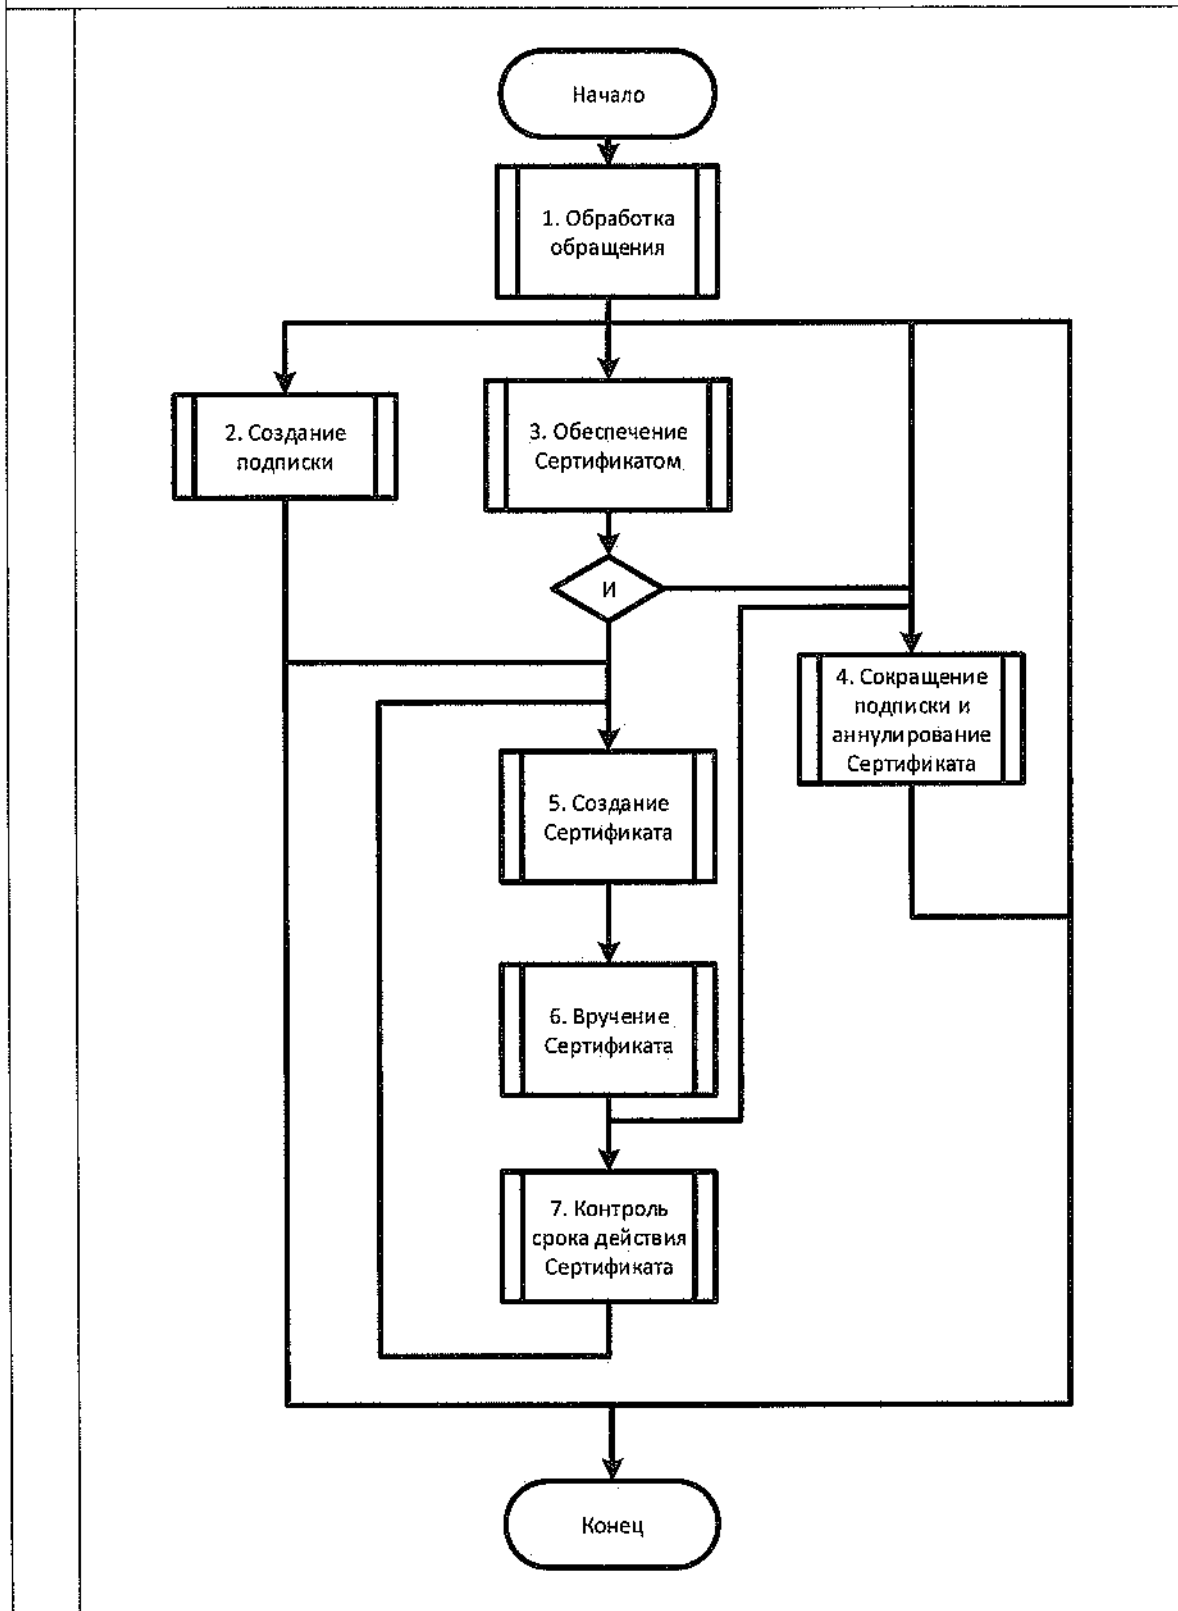 Начало
1. Обработка
обращения
2. Создание
подписки
3. Обеспечение
Сертификатом
И
4. Сокращение
подписки и
аннулирование
Сертификата
5. Создание
Сертификата
6. Вручение
Сертификата
7. Контроль
срока действия
Сертификата
Конец